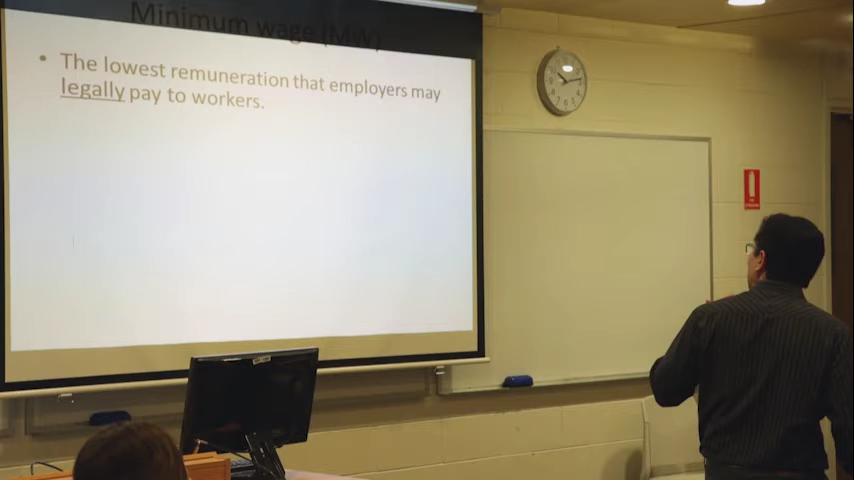 Minimum wage (MW)
• The lowest remuneration that employers may
legally pay to workers.